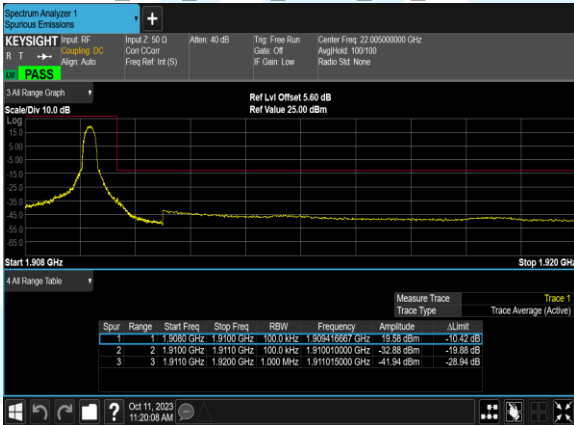 Spectrum Analyzer 1
Spurious Emissions
KEYSIGHT Input: RF Input Z: 50 Ω Atten: 40 dB Trig: Free Run Center Freq: 22.005000000 GHz
R T Coupling: DC Corr CCorr Gate: Off Avg|Hold: 100/100
Align: Auto Freq Ref: Int (S) IF Gain: Low Radio Std: None
PASS
3 All Range Graph
Ref Lvl Offset 5.60 dB
Scale/Div 10.0 dB Ref Value 25.00 dBm
Log
15.0
5.00
-5.00
-15.0
-25.0
-35.0
-45.0
-55.0
-65.0
Start 1.908 GHz Stop 1.920 GHz
4 All Range Table
Measure Trace Trace 1
Trace Type Trace Average (Active)
Spur Range Start Freq Stop Freq RBW Frequency Amplitude ΔLimit
1 1 1.9080 GHz 1.9100 GHz 100.0 kHz 1.909416667 GHz 19.58 dBm -10.42 dB
2 2 1.9100 GHz 1.9110 GHz 100.0 kHz 1.910010000 GHz -32.88 dBm -19.88 dB
3 3 1.9110 GHz 1.9200 GHz 1.000 MHz 1.911015000 GHz -41.94 dBm -28.94 dB
Oct 11, 2023
11:20:08 AM